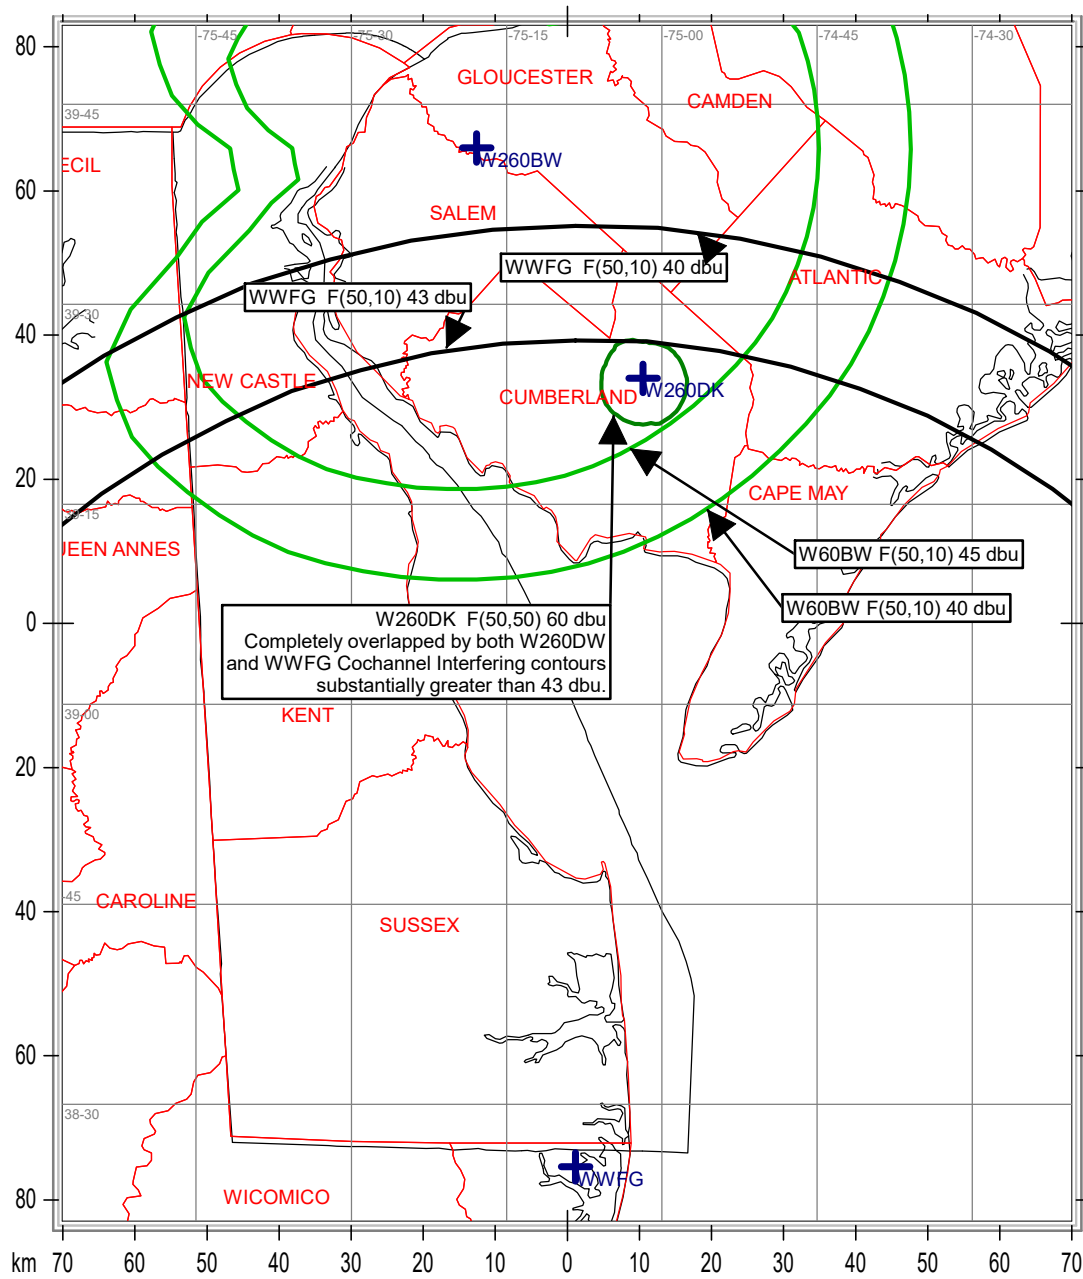 80
-75-45
-75-30
-75-15
-75-00
-74-45
-74-30
GLOUCESTER
CAMDEN
39-45
W260BW
ECIL
60
SALEM
WWFG F(50,10) 40 dbu
ATLANTIC
WWFG F(50,10) 43 dbu
39-30
40
NEW CASTLE
CUMBERLAND
W260DK
20
CAPE MAY
39-15
UEEN ANNES
W60BW F(50,10) 45 dbu
W60BW F(50,10) 40 dbu
0
W260DK F(50,50) 60 dbu
Completely overlapped by both W260DW
and WWFG Cochannel Interfering contours
substantially greater than 43 dbu.
39-00
KENT
20
-45
CAROLINE
40
SUSSEX
60
38-30
WWFG
WICOMICO
80
km 70 60 50 40 30 20 10 0 10 20 30 40 50 60 70